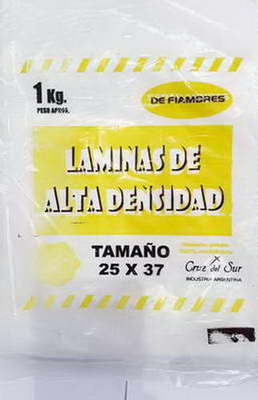 1 Kg.
PESO APROX.
DE FIAMBRES
LAMINAS DE
ALTA DENSIDAD
TAMAÑO
25 X 37
Cruz del Sur
INDUSTRIA ARGENTINA